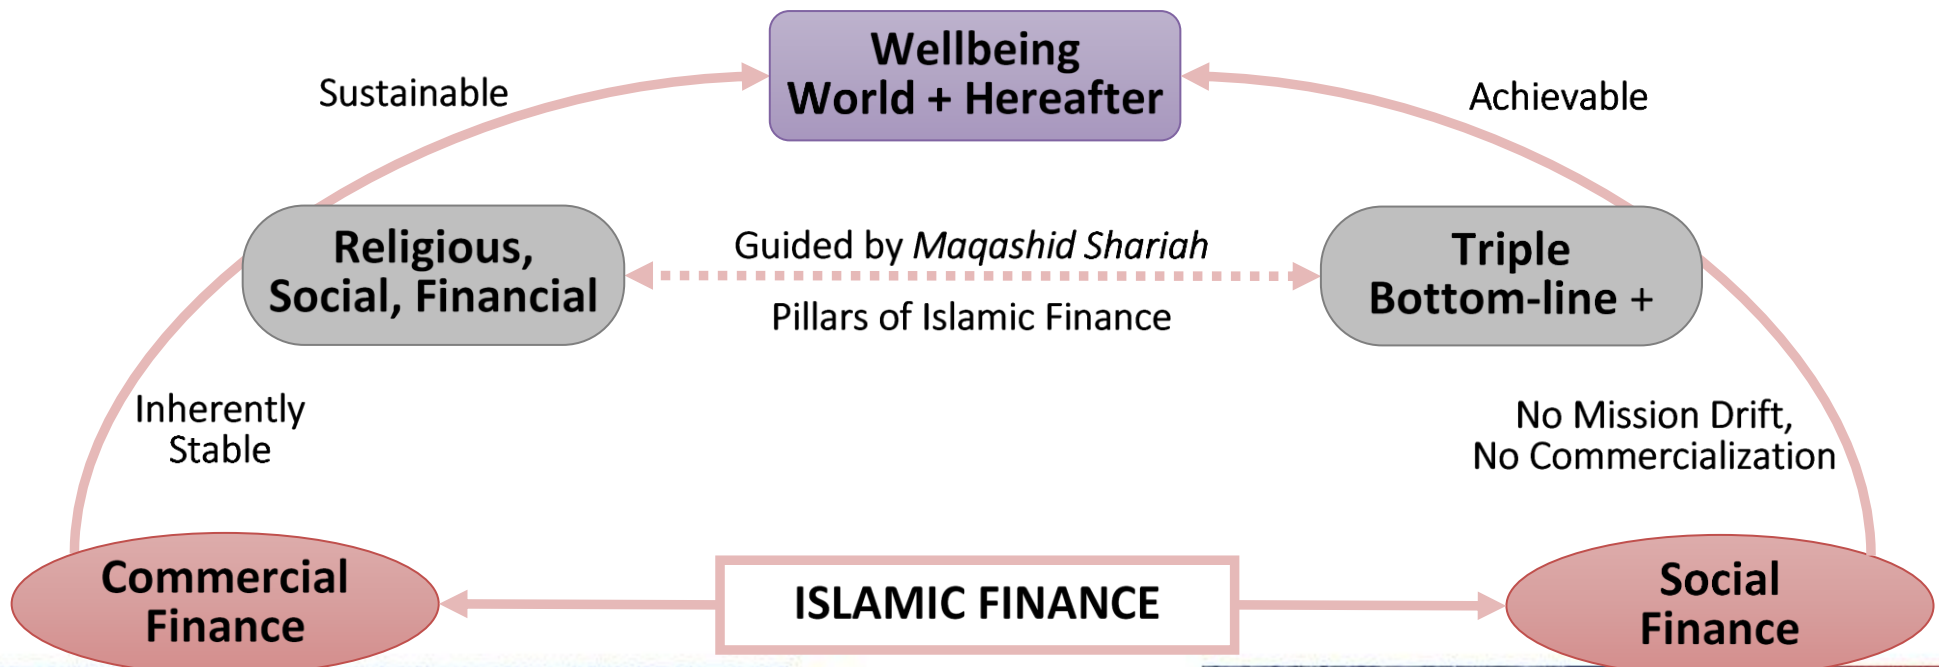 Wellbeing
World + Hereafter
Sustainable
Achievable
Religious,
Social, Financial
Guided by Maqashid Shariah
Pillars of Islamic Finance
Triple
Bottom-line +
Inherently
Stable
No Mission Drift,
No Commercialization
Commercial
Finance
ISLAMIC FINANCE
Social
Finance